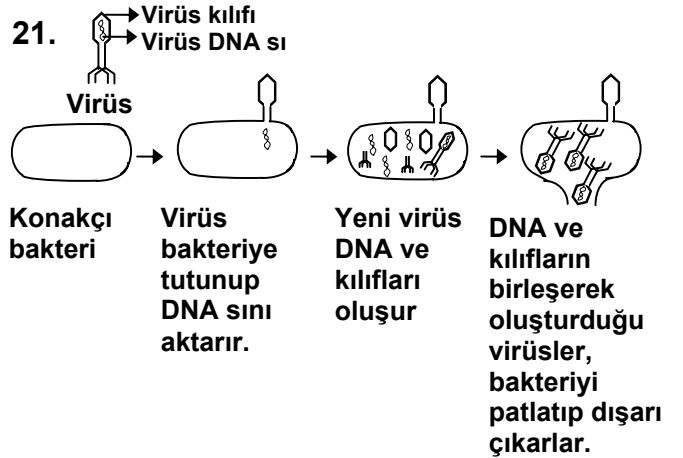 21.
Virüs kılıfı
Virüs DNA sı
Virüs
Konakçı
bakteri
Virüs
bakteriye
tutunup
DNA sını
aktarır.
Yeni virüs
DNA ve
kılıfları
oluşur
DNA ve
kılıfların
birleşerek
oluşturduğu
virüsler,
bakteriyi
patlatıp dışarı
çıkarlar.